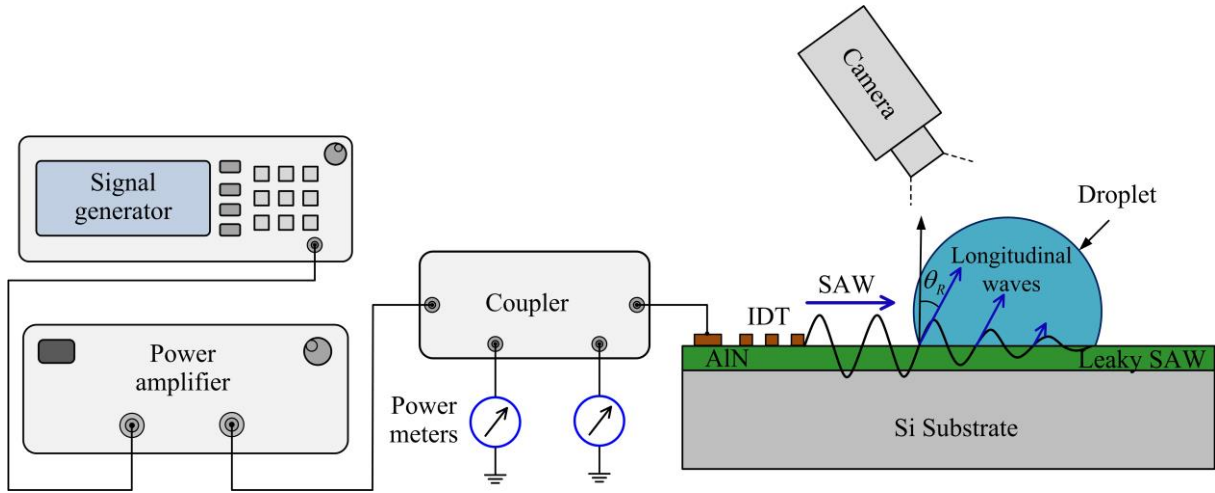 Signal
generator
Power
amplifier
Coupler
Power
meters
Camera
Droplet
Longitudinal
waves
θR
SAW
IDT
AlN
Leaky SAW
Si Substrate